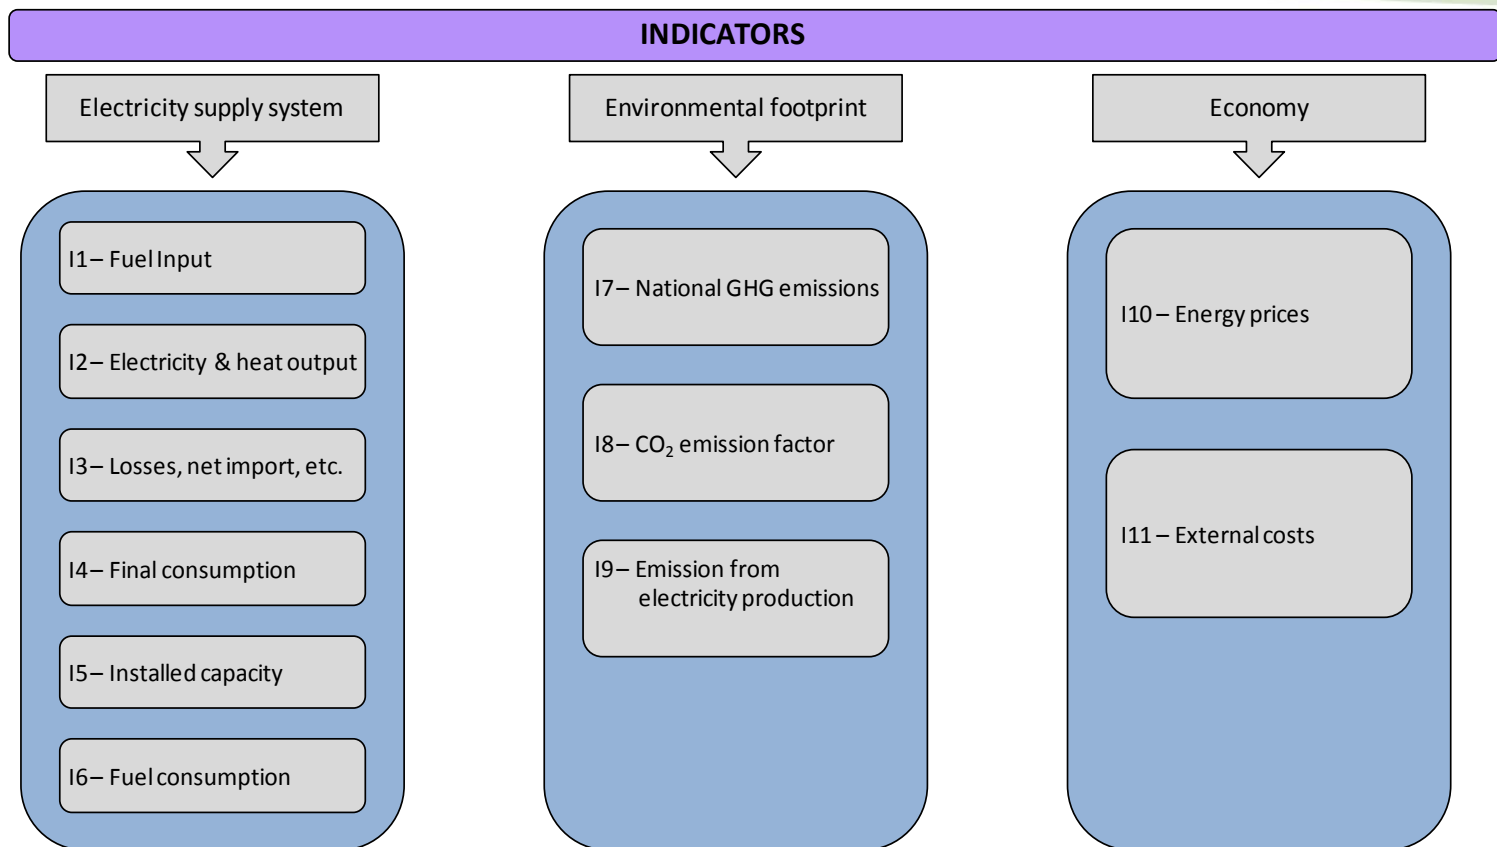 INDICATORS
Electricity supply system
I1– Fuel Input
I2– Electricity & heat output
I3– Losses, net import, etc.
I4– Final consumption
I5– Installed capacity
I6– Fuel consumption
Environmental footprint
I7– National GHG emissions
I8– CO₂ emission factor
I9– Emission from
electricity production
Economy
I10 – Energy prices
I11 – External costs